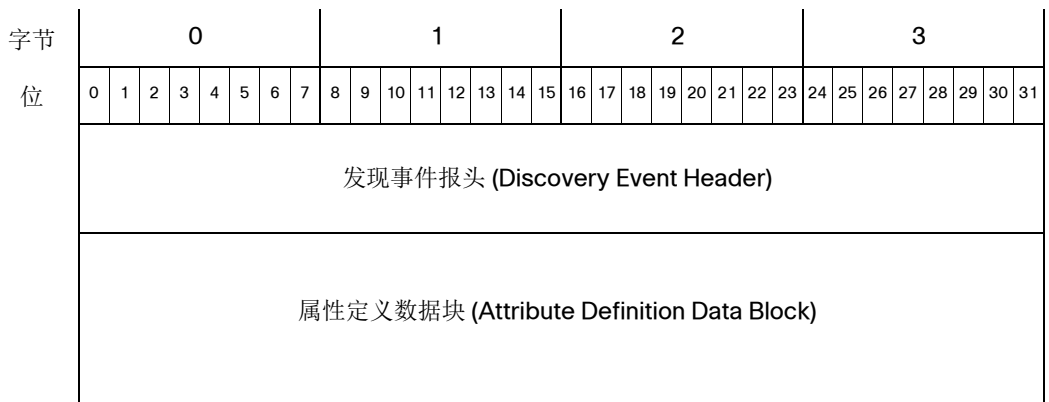 字节 0 1 2 3
位 0 1 2 3 4 5 6 7 8 9 10 11 12 13 14 15 16 17 18 19 20 21 22 23 24 25 26 27 28 29 30 31
发现事件报头 (Discovery Event Header)
属性定义数据块 (Attribute Definition Data Block)